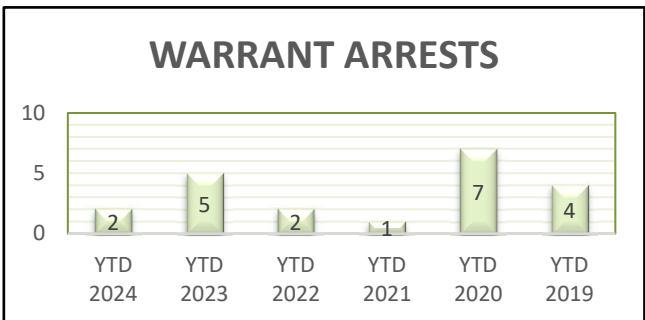 WARRANT ARRESTS
10
5
0
2
5
2
1
7
4
YTD 2024
YTD 2023
YTD 2022
YTD 2021
YTD 2020
YTD 2019